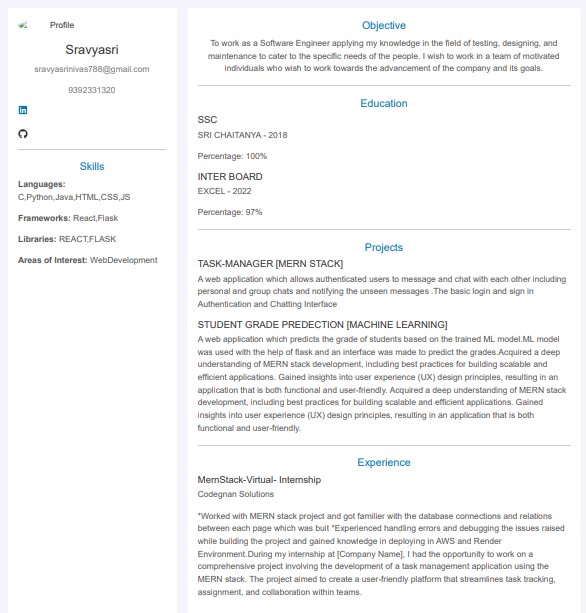 Profile
Sravyasri
sravyasrinivas788@gmail.com
9392331320
Skills
Languages:
C,Python,Java,HTML,CSS,JS
Frameworks: React,Flask
Libraries: REACT,FLASK
Areas of Interest: WebDevelopment
Objective
To work as a Software Engineer applying my knowledge in the field of testing, designing, and
maintenance to cater to the specific needs of the people. I wish to work in a team of motivated
individuals who wish to work towards the advancement of the company and its goals.
Education
SSC
SRI CHAITANYA - 2018
Percentage: 100%
INTER BOARD
EXCEL - 2022
Percentage: 97%
Projects
TASK-MANAGER [MERN STACK]
A web application which allows authenticated users to message and chat with each other including
personal and group chats and notifying the unseen messages .The basic login and sign in
Authentication and Chatting Interface
STUDENT GRADE PREDECTION [MACHINE LEARNING]
A web application which predicts the grade of students based on the trained ML model.ML model
was used with the help of flask and an interface was made to predict the grades.Acquired a deep
understanding of MERN stack development, including best practices for building scalable and
efficient applications. Gained insights into user experience (UX) design principles, resulting in an
application that is both functional and user-friendly. Acquired a deep understanding of MERN stack
development, including best practices for building scalable and efficient applications. Gained
insights into user experience (UX) design principles, resulting in an application that is both
functional and user-friendly.
Experience
MernStack-Virtual- Internship
Codegnan Solutions
*Worked with MERN stack project and got familier with the database connections and relations
between each page which was buit *Experienced handling errors and debugging the issues raised
while building the project and gained knowledge in deploying in AWS and Render
Environment.During my internship at [Company Name], I had the opportunity to work on a
comprehensive project involving the development of a task management application using the
MERN stack. The project aimed to create a user-friendly platform that streamlines task tracking,
assignment, and collaboration within teams.